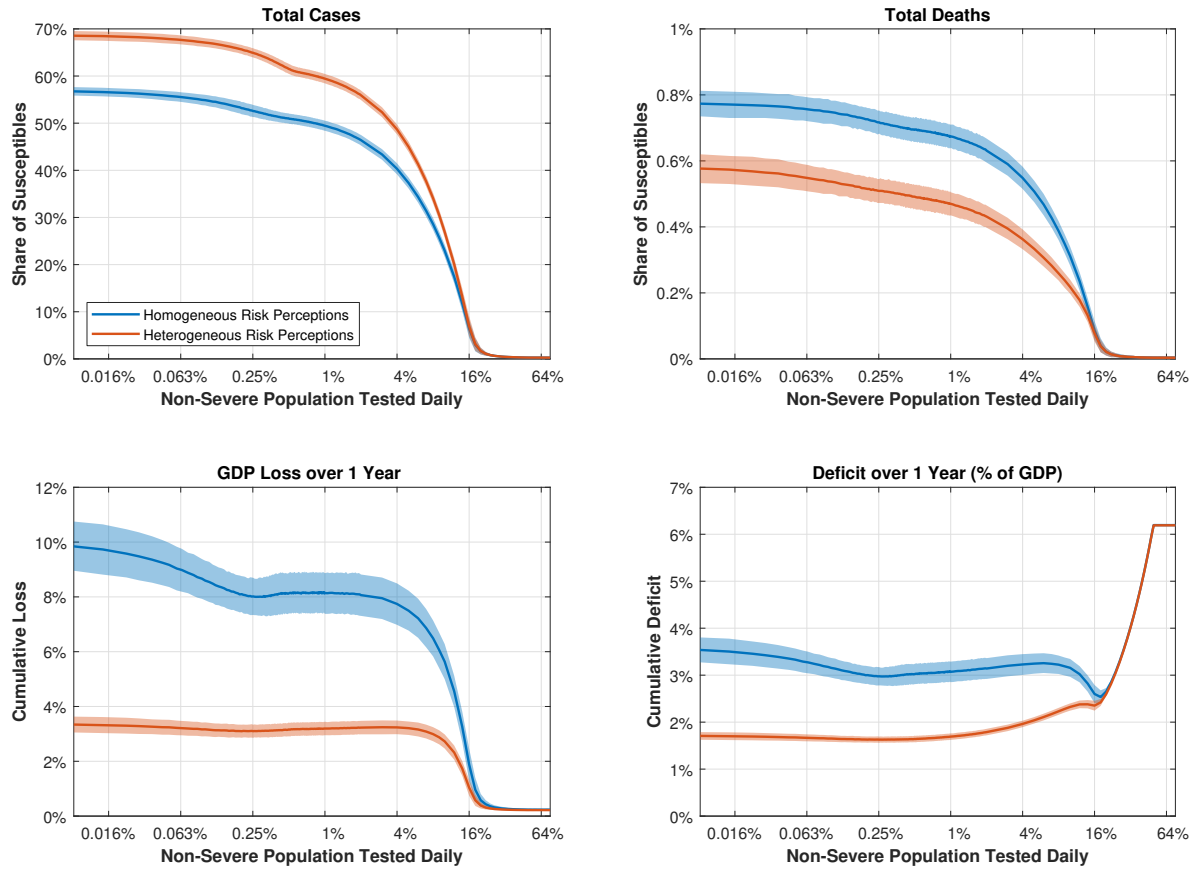 Total Cases
70%
60%
50%
40%
30%
20%
10%
0%
Share of Susceptibles
Homogeneous Risk Perceptions
Heterogeneous Risk Perceptions
0.016% 0.063% 0.25% 1% 4% 16% 64%
Non-Severe Population Tested Daily
Total Deaths
1%
0.8%
0.6%
0.4%
0.2%
0%
Share of Susceptibles
0.016% 0.063% 0.25% 1% 4% 16% 64%
Non-Severe Population Tested Daily
GDP Loss over 1 Year
12%
10%
8%
6%
4%
2%
0%
Cumulative Loss
0.016% 0.063% 0.25% 1% 4% 16% 64%
Non-Severe Population Tested Daily
Deficit over 1 Year (% of GDP)
7%
6%
5%
4%
3%
2%
1%
0%
Cumulative Deficit
0.016% 0.063% 0.25% 1% 4% 16% 64%
Non-Severe Population Tested Daily